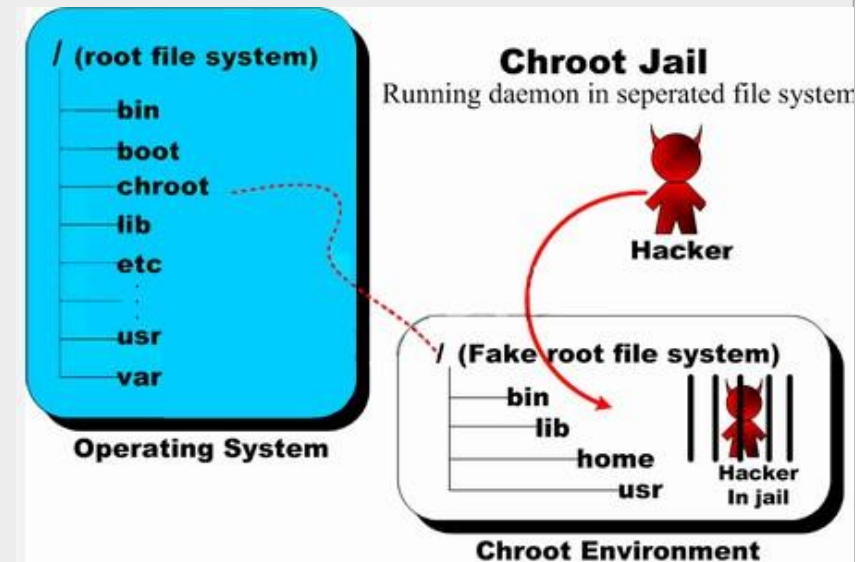 / (root file system)
bin
boot
chroot
lib
etc
usr
var
Operating System
Chroot Jail
Running daemon in seperated file system
Hacker
/ (Fake root file system)
bin
lib
home
usr
Hacker
In jail
Chroot Environment